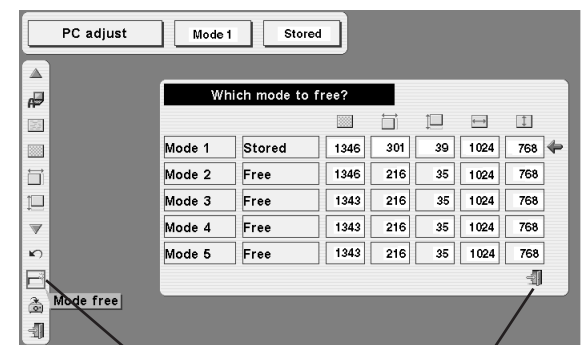 PC adjust Mode 1 Stored
Which mode to free?
Mode 1 Stored 1346 301 39 1024 768
Mode 2 Free 1346 216 35 1024 768
Mode 3 Free 1343 216 35 1024 768
Mode 4 Free 1343 216 35 1024 768
Mode 5 Free 1343 216 35 1024 768
Mode free